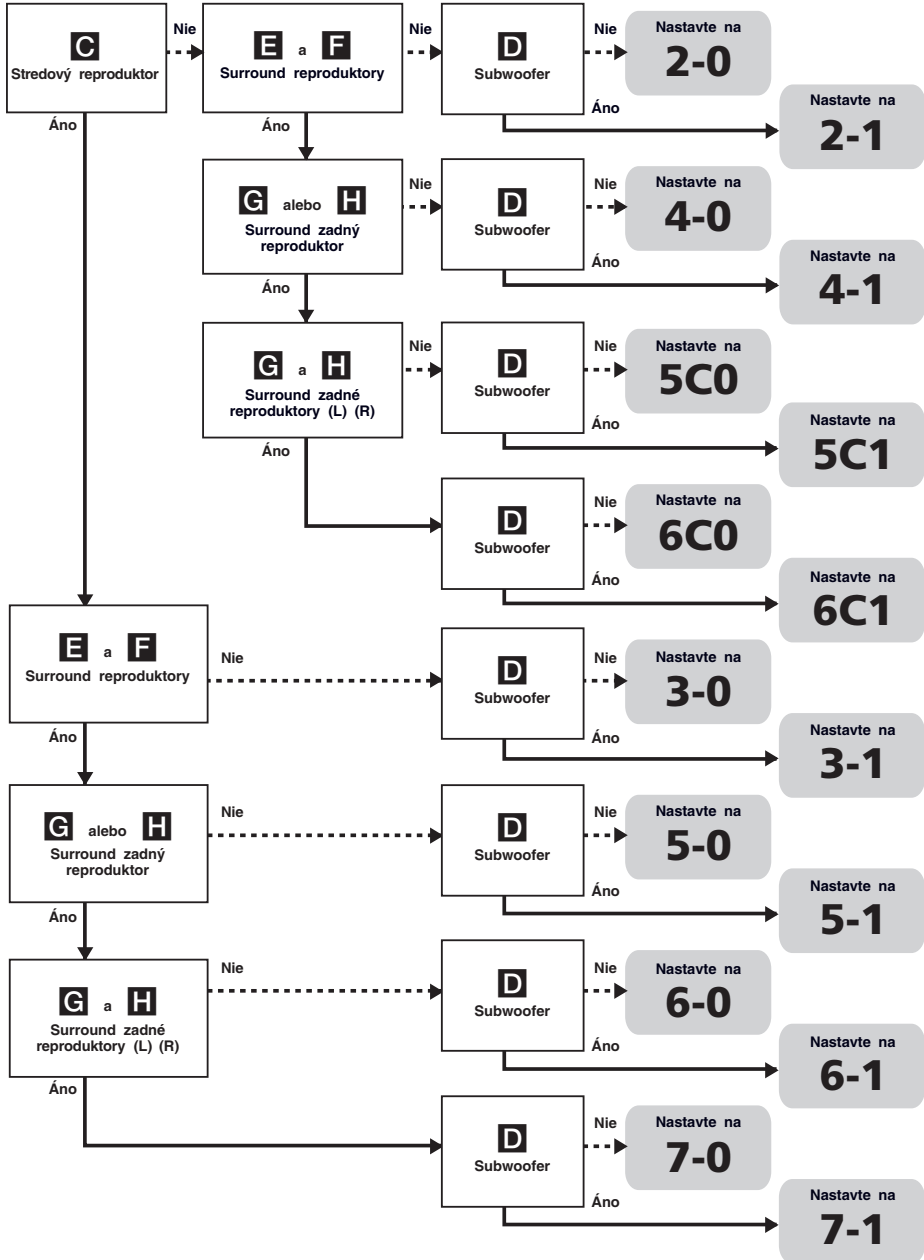 C
Stredový reproduktor
Nie
E a F
Surround reproduktory
Nie
D
Subwoofer
Nie
Nastavte na
2-0
Áno
Áno
Áno
Nastavte na
2-1
G alebo H
Surround zadný
reproduktor
Nie
D
Subwoofer
Nie
Nastavte na
4-0
Áno
Áno
Nastavte na
4-1
G a H
Surround zadné
reproduktory (L) (R)
Nie
D
Subwoofer
Nie
Nastavte na
5C0
Áno
Áno
Nastavte na
5C1
D
Subwoofer
Nie
Nastavte na
6C0
Áno
Nastavte na
6C1
E a F
Surround reproduktory
Nie
D
Subwoofer
Nie
Nastavte na
3-0
Áno
Áno
Nastavte na
3-1
G alebo H
Surround zadný
reproduktor
Nie
D
Subwoofer
Nie
Nastavte na
5-0
Áno
Áno
Nastavte na
5-1
G a H
Surround zadné
reproduktory (L) (R)
Nie
D
Subwoofer
Nie
Nastavte na
6-0
Áno
Áno
Nastavte na
6-1
D
Subwoofer
Nie
Nastavte na
7-0
Áno
Nastavte na
7-1